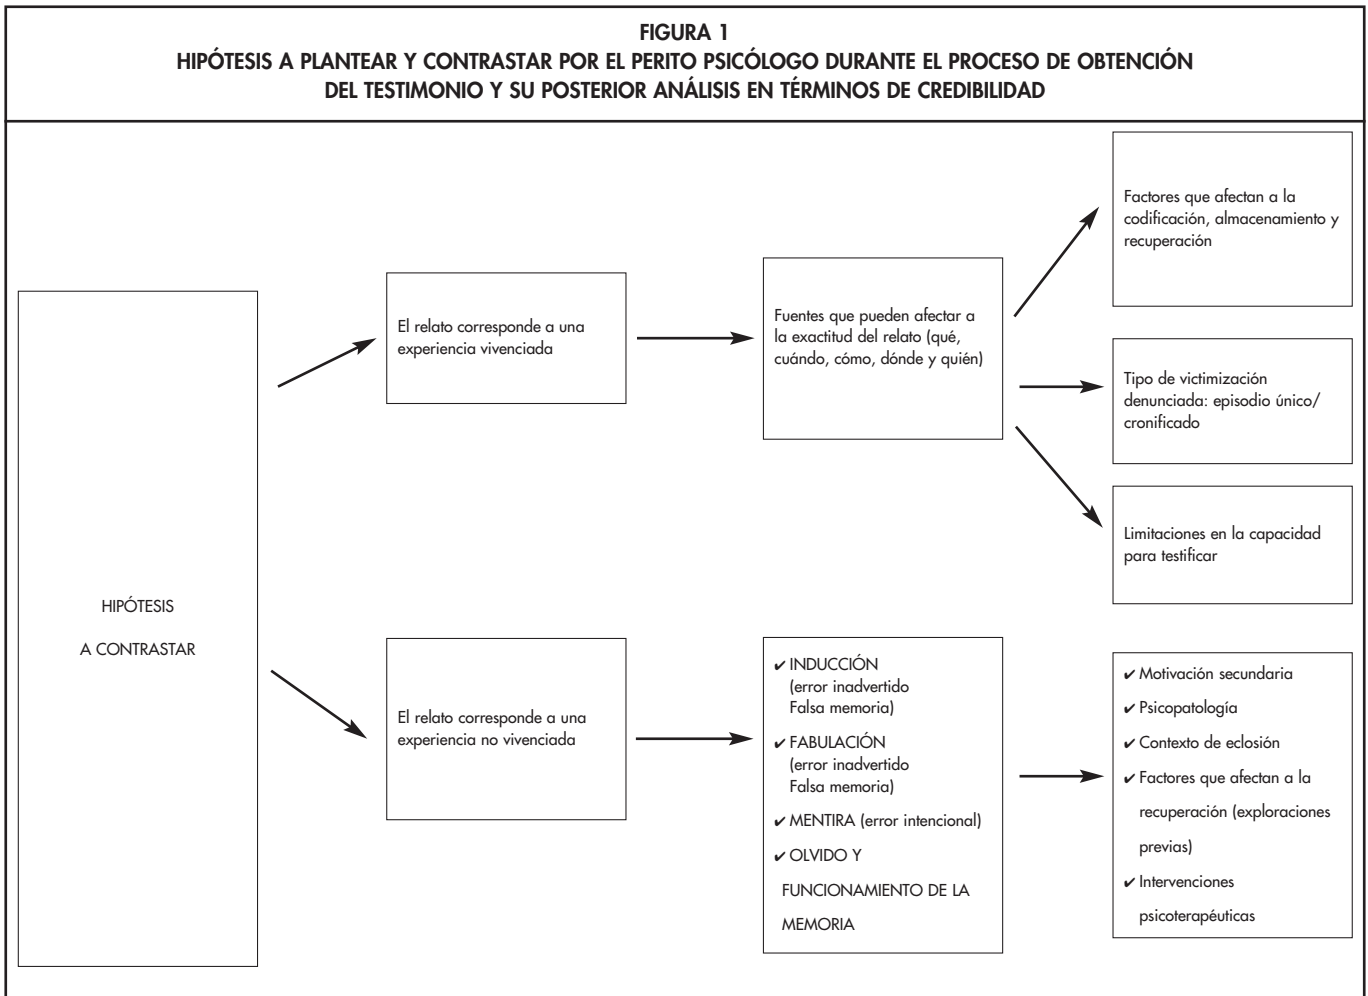 FIGURA 1
HIPÓTESIS A PLANTEAR Y CONTRASTAR POR EL PERITO PSICÓLOGO DURANTE EL PROCESO DE OBTENCIÓN
DEL TESTIMONIO Y SU POSTERIOR ANÁLISIS EN TÉRMINOS DE CREDIBILIDAD
HIPÓTESIS
A CONTRASTAR
El relato corresponde a una
experiencia vivenciada
Fuentes que pueden afectar a
la exactitud del relato (qué,
cuándo, cómo, dónde y quién)
Factores que afectan a la
codificación, almacenamiento y
recuperación
Tipo de victimización
denunciada: episodio único/
cronificado
Limitaciones en la capacidad
para testificar
El relato corresponde a una
experiencia no vivenciada
✔ INDUCCIÓN
(error inadvertido
Falsa memoria)
✔ FABULACIÓN
(error inadvertido
Falsa memoria)
✔ MENTIRA (error intencional)
✔ OLVIDO Y
FUNCIONAMIENTO DE LA
MEMORIA
✔ Motivación secundaria
✔ Psicopatología
✔ Contexto de eclosión
✔ Factores que afectan a la
recuperación (exploraciones
previas)
✔ Intervenciones
psicoterapéuticas